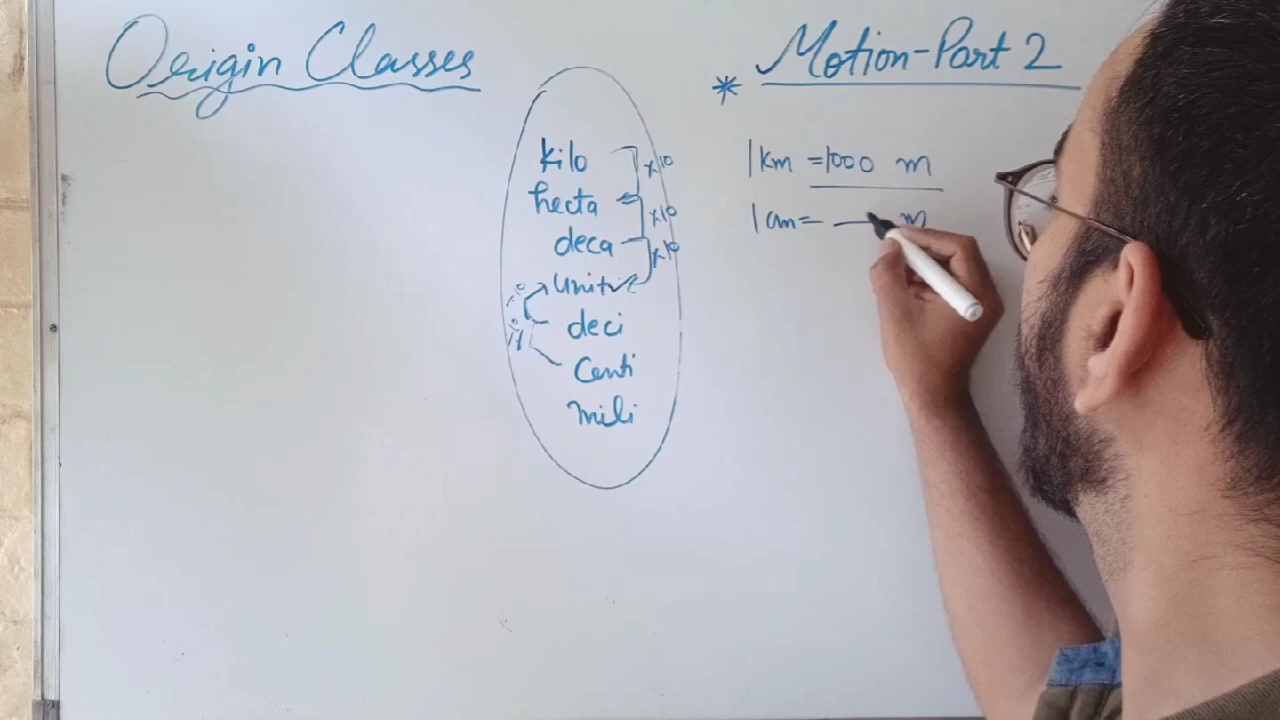 Origin Classes
* Motion-Part 2
kilo
hecta
deca
Unit
deci
Centi
mili
x10
x10
x10
1 km = 1000 m
1 cm = — m